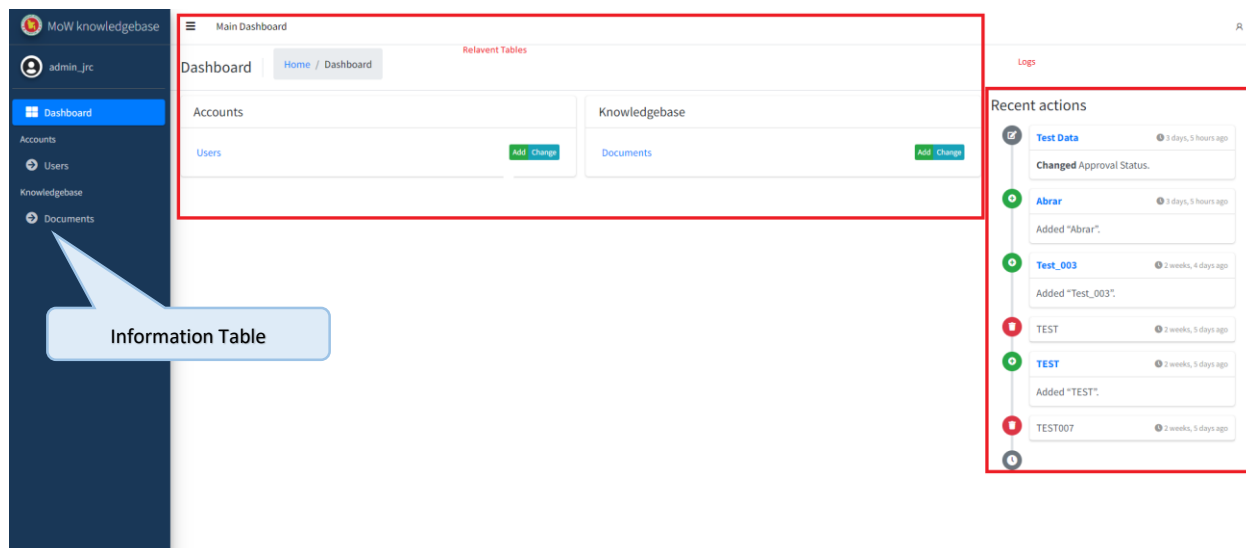 MoW knowledgebase
admin_jrc
Dashboard
Accounts
Users
Knowledgebase
Documents
Information Table
Main Dashboard
Relavent Tables
Dashboard
Home / Dashboard
Accounts
Users
Add Change
Knowledgebase
Documents
Add Change
Logs
Recent actions
Test Data 3 days, 5 hours ago
Changed Approval Status.
Abrar 3 days, 5 hours ago
Added “Abrar”.
Test_003 2 weeks, 4 days ago
Added “Test_003”.
TEST 2 weeks, 5 days ago
TEST 2 weeks, 5 days ago
Added “TEST”.
TEST007 2 weeks, 5 days ago